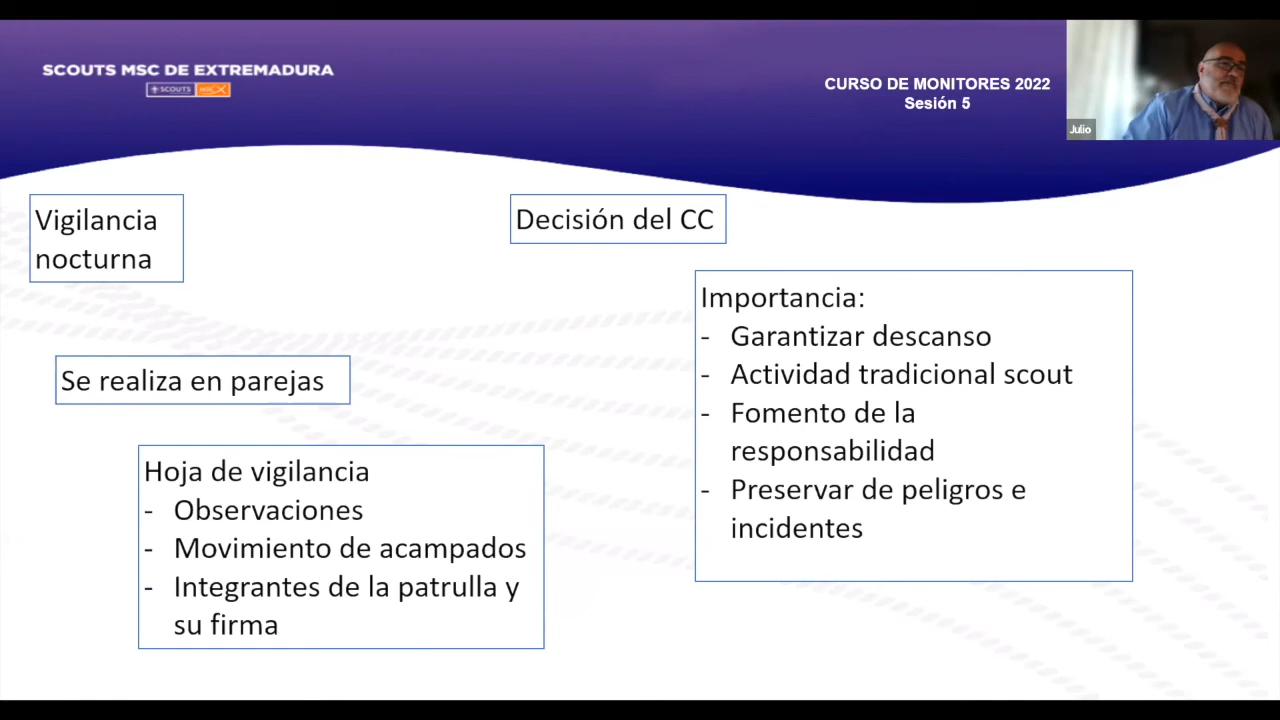 SCOUTS MSC DE EXTREMADURA
SCOUTS MSC
CURSO DE MONITORES 2022
Sesión 5
Julio
Vigilancia
nocturna
Decisión del CC
Importancia:
- Garantizar descanso
- Actividad tradicional scout
- Fomento de la
responsabilidad
- Preservar de peligros e
incidentes
Se realiza en parejas
Hoja de vigilancia
- Observaciones
- Movimiento de acampados
- Integrantes de la patrulla y
su firma